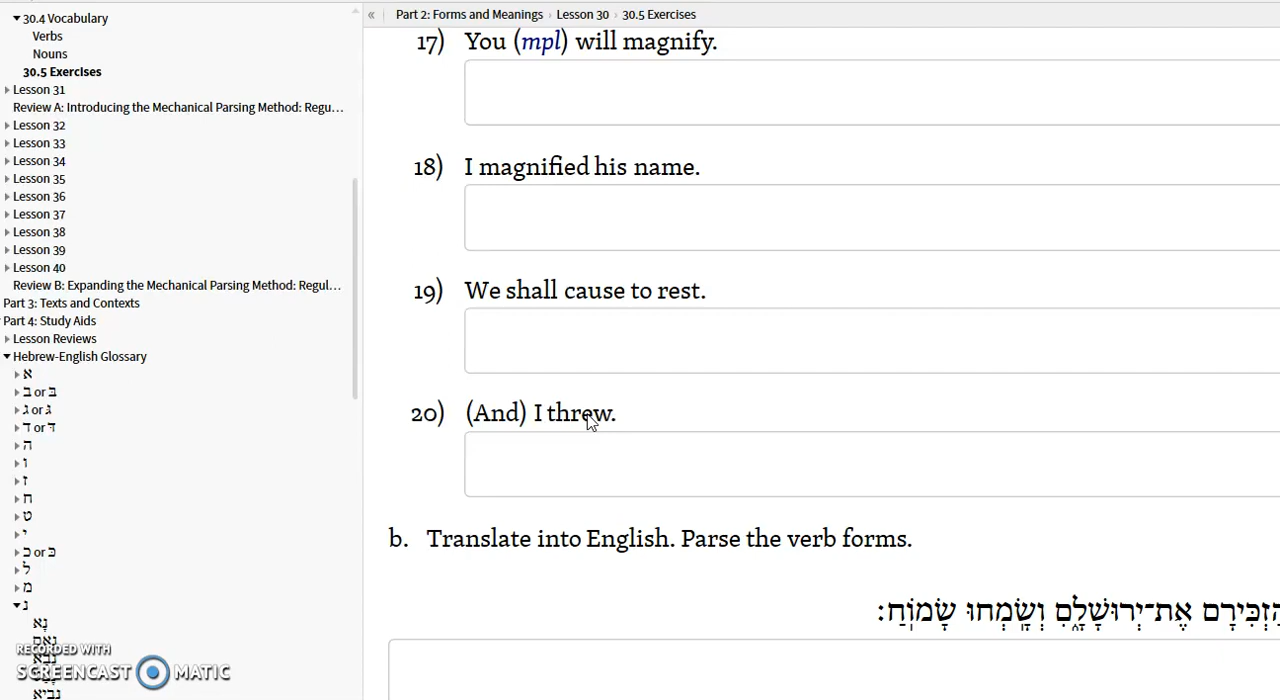 30.4 Vocabulary
Verbs
Nouns
30.5 Exercises
Lesson 31
Review A: Introducing the Mechanical Parsing Method: Regu...
Lesson 32
Lesson 33
Lesson 34
Lesson 35
Lesson 36
Lesson 37
Lesson 38
Lesson 39
Lesson 40
Review B: Expanding the Mechanical Parsing Method: Regul...
Part 3: Texts and Contexts
Part 4: Study Aids
Lesson Reviews
Hebrew-English Glossary
א
בּ or ב
גּ or ג
דּ or ד
ה
ו
ז
ח
ט
י
כּ or כ
ל
מ
נ
נָא
נְאֻם
RECORDED WITH
SCREENCAST MATIC
נָבִיא
« Part 2: Forms and Meanings › Lesson 30 › 30.5 Exercises
17) You (mpl) will magnify.
18) I magnified his name.
19) We shall cause to rest.
20) (And) I threw.
b. Translate into English. Parse the verb forms.
אֶת־יְרוּשָׁלִָ֑ם וְשִׂמְח֖וּ שָׂמֽוֹחַ׃